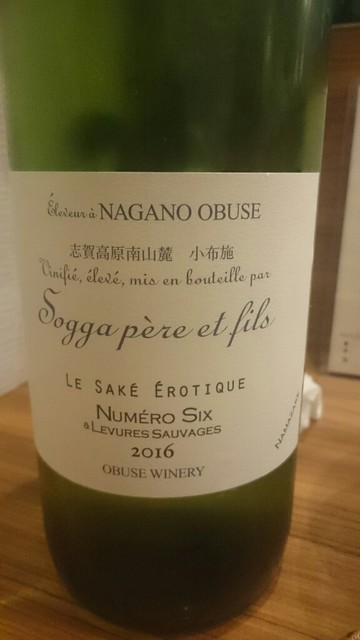 Éleveur à NAGANO OBUSE
志賀高原南山麓 小布施
Vinifié, élevé, mis en bouteille par
Sogga père et fils
LE SAKÉ ÉROTIQUE
NUMÉRO SIX
& LEVURES SAUVAGES
2016
OBUSE WINERY
NAMAZAKE